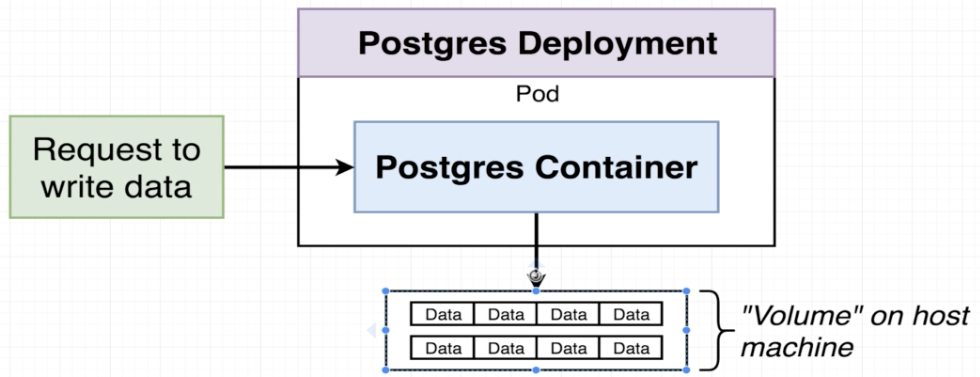 Postgres Deployment
Pod
Request to
write data
Postgres Container
Data Data Data Data
Data Data Data Data
"Volume" on host
machine